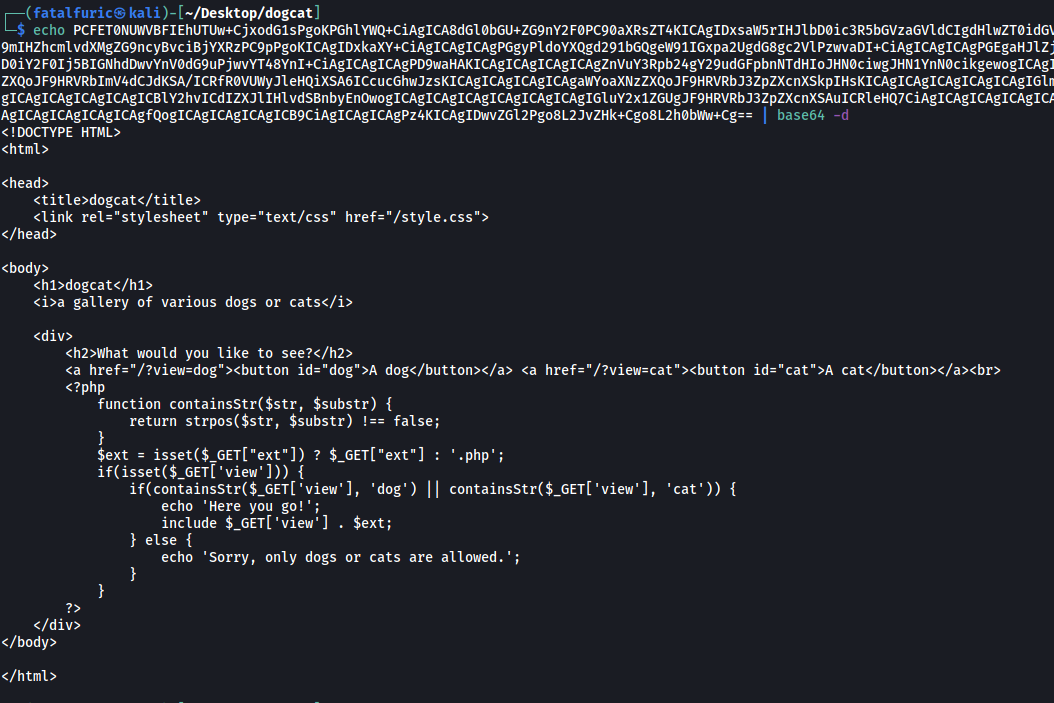 ┌──(fatalfuric㉿kali)-[~/Desktop/dogcat]
└─$ echo PCFET0NUWVBFIEhUTUw+CjxodG1sPgoKPGhlYWQ+CiAgICA8dGl0bGU+ZG9nY2F0PC90aXRsZT4KICAgIDxsaW5rIHJlbD0ic3R5bGVzaGVldCIgdHlwZT0idGV
9mIHZhcmlvdXMgZG9ncyBvciBjYXRzPC9pPgoKICAgIDxkaXY+CiAgICAgICAgPGgyPldoYXQgd291bGQgeW91IGxpa2UgdG8gc2VlPzwvaDI+CiAgICAgICAgPGEgaHJlZj
D0iY2F0Ij5BIGNhdDwvYnV0dG9uPjwvYT48YnI+CiAgICAgICAgPD9waHAKICAgICAgICAgICAgZnVuY3Rpb24gY29udGFpbnNTdHIoJHN0ciwgJHN1YnN0cikgewogICAgI
ZXQoJF9HRVRbImV4dCJdKSA/ICRfR0VUWyJleHQiXSA6ICcucGhwJzsKICAgICAgICAgICAgaWYoaXNzZXQoJF9HRVRbJ3ZpZXcnXSkpIHsKICAgICAgICAgICAgICAgIGlm
gICAgICAgICAgICAgICBlY2hvICdIZXJlIHlvdSBnbyEnOwogICAgICAgICAgICAgICAgICAgIGluY2x1ZGUgJF9HRVRbJ3ZpZXcnXSAuICRleHQ7CiAgICAgICAgICAgICA
AgICAgICAgICAgICAgfQogICAgICAgICAgICB9CiAgICAgICAgPz4KICAgIDwvZGl2Pgo8L2JvZHk+Cgo8L2h0bWw+Cg== | base64 -d
<!DOCTYPE HTML>
<html>
<head>
<title>dogcat</title>
<link rel="stylesheet" type="text/css" href="/style.css">
</head>
<body>
<h1>dogcat</h1>
<i>a gallery of various dogs or cats</i>
<div>
<h2>What would you like to see?</h2>
<a href="/?view=dog"><button id="dog">A dog</button></a> <a href="/?view=cat"><button id="cat">A cat</button></a><br>
<?php
function containsStr($str, $substr) {
return strpos($str, $substr) !== false;
}
$ext = isset($_GET["ext"]) ? $_GET["ext"] : '.php';
if(isset($_GET['view'])) {
if(containsStr($_GET['view'], 'dog') || containsStr($_GET['view'], 'cat')) {
echo 'Here you go!';
include $_GET['view'] . $ext;
} else {
echo 'Sorry, only dogs or cats are allowed.';
}
}
?>
</div>
</body>
</html>